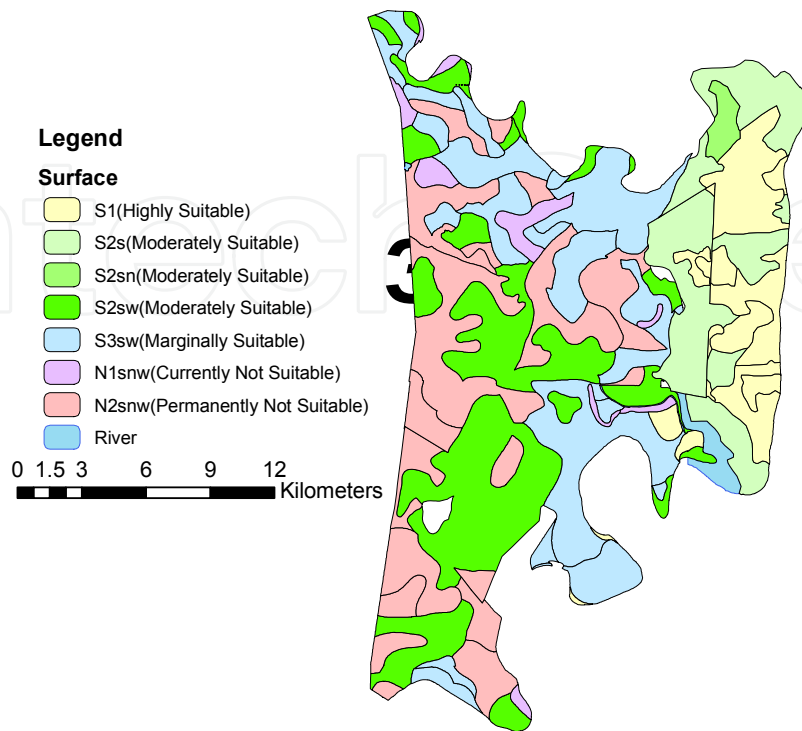 Legend
Surface
S1(Highly Suitable)
S2s(Moderately Suitable)
S2sn(Moderately Suitable)
S2sw(Moderately Suitable)
S3sw(Marginally Suitable)
N1snw(Currently Not Suitable)
N2snw(Permanently Not Suitable)
River
0 1.5 3 6 9 12
Kilometers